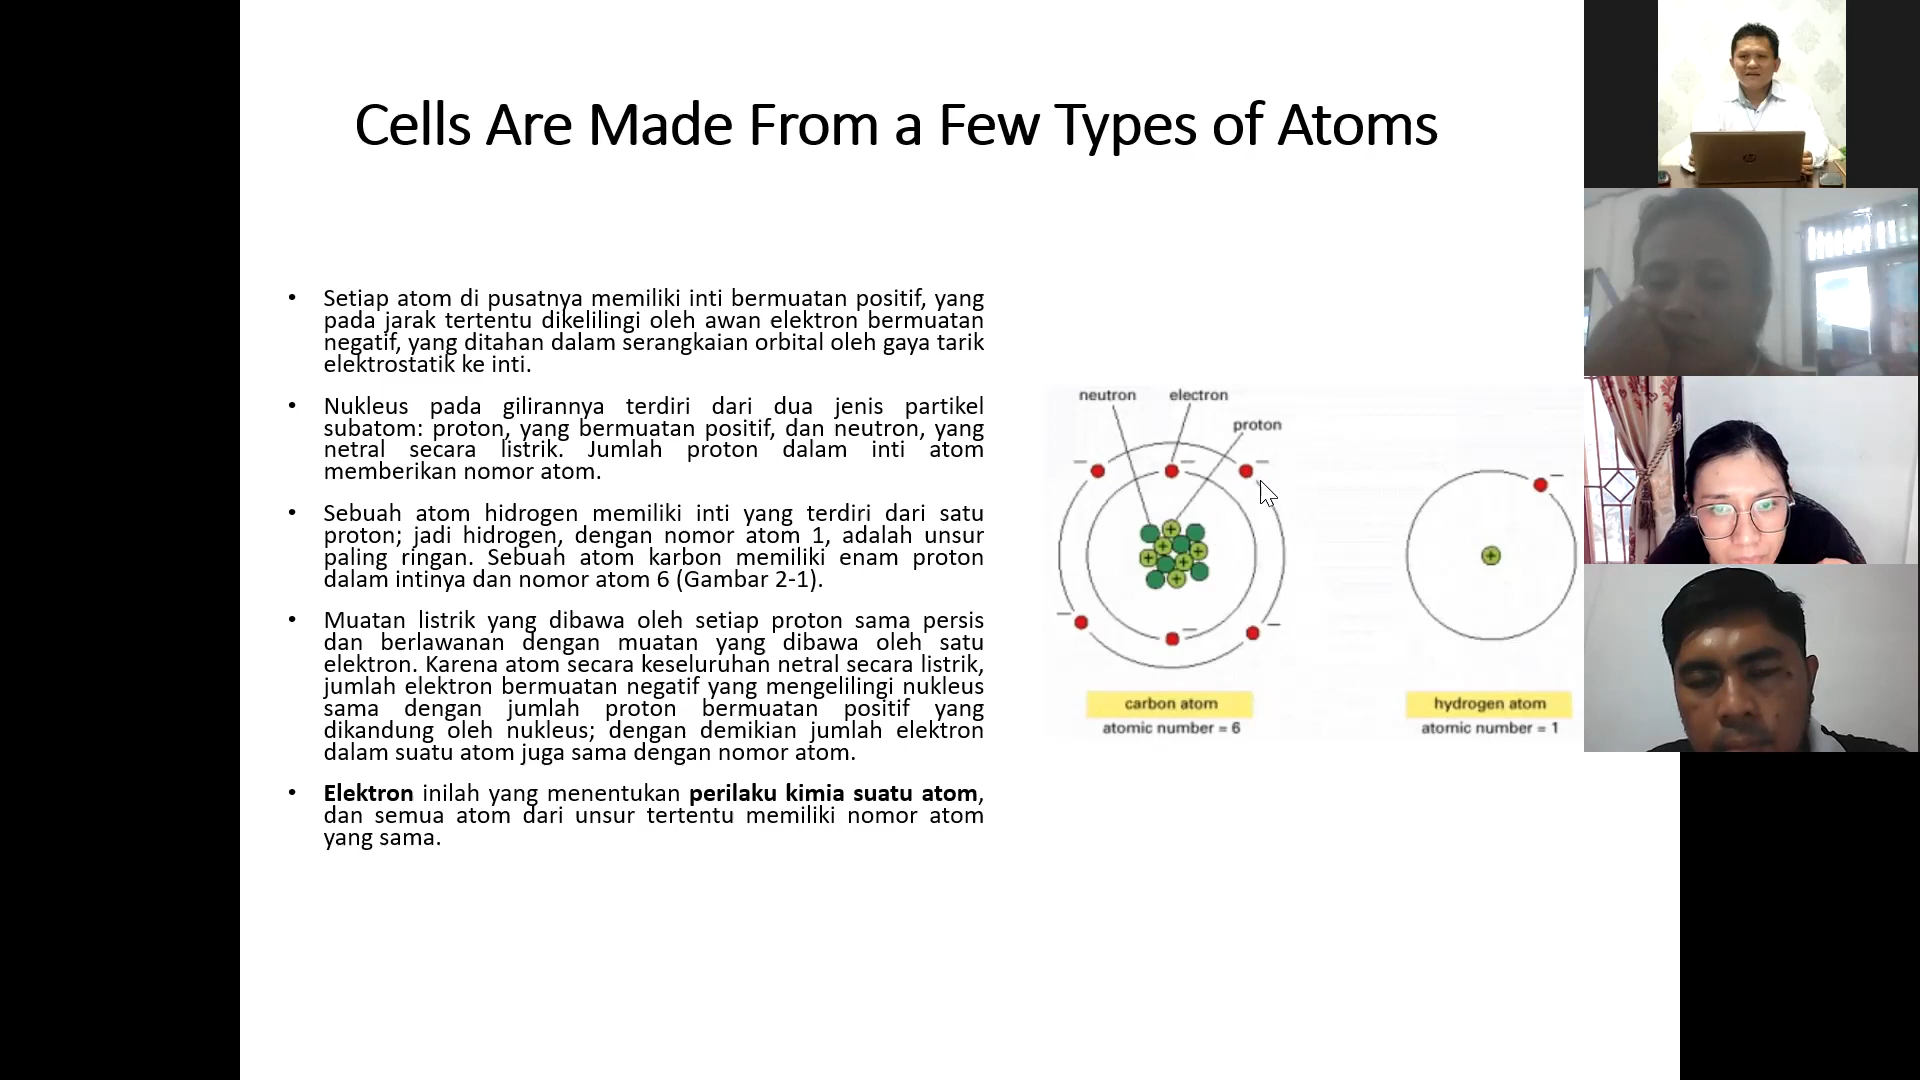 Cells Are Made From a Few Types of Atoms
• Setiap atom di pusatnya memiliki inti bermuatan positif, yang
pada jarak tertentu dikelilingi oleh awan elektron bermuatan
negatif, yang ditahan dalam serangkaian orbital oleh gaya tarik
elektrostatik ke inti.
• Nukleus pada gilirannya terdiri dari dua jenis partikel
subatom: proton, yang bermuatan positif, dan neutron, yang
netral secara listrik. Jumlah proton dalam inti atom
memberikan nomor atom.
• Sebuah atom hidrogen memiliki inti yang terdiri dari satu
proton; jadi hidrogen, dengan nomor atom 1, adalah unsur
paling ringan. Sebuah atom karbon memiliki enam proton
dalam intinya dan nomor atom 6 (Gambar 2-1).
• Muatan listrik yang dibawa oleh setiap proton sama persis
dan berlawanan dengan muatan yang dibawa oleh satu
elektron. Karena atom secara keseluruhan netral secara listrik,
jumlah elektron bermuatan negatif yang mengelilingi nukleus
sama dengan jumlah proton bermuatan positif yang
dikandung oleh nukleus; dengan demikian jumlah elektron
dalam suatu atom juga sama dengan nomor atom.
• Elektron inilah yang menentukan perilaku kimia suatu atom,
dan semua atom dari unsur tertentu memiliki nomor atom
yang sama.
neutron electron
proton
carbon atom
atomic number = 6
hydrogen atom
atomic number = 1